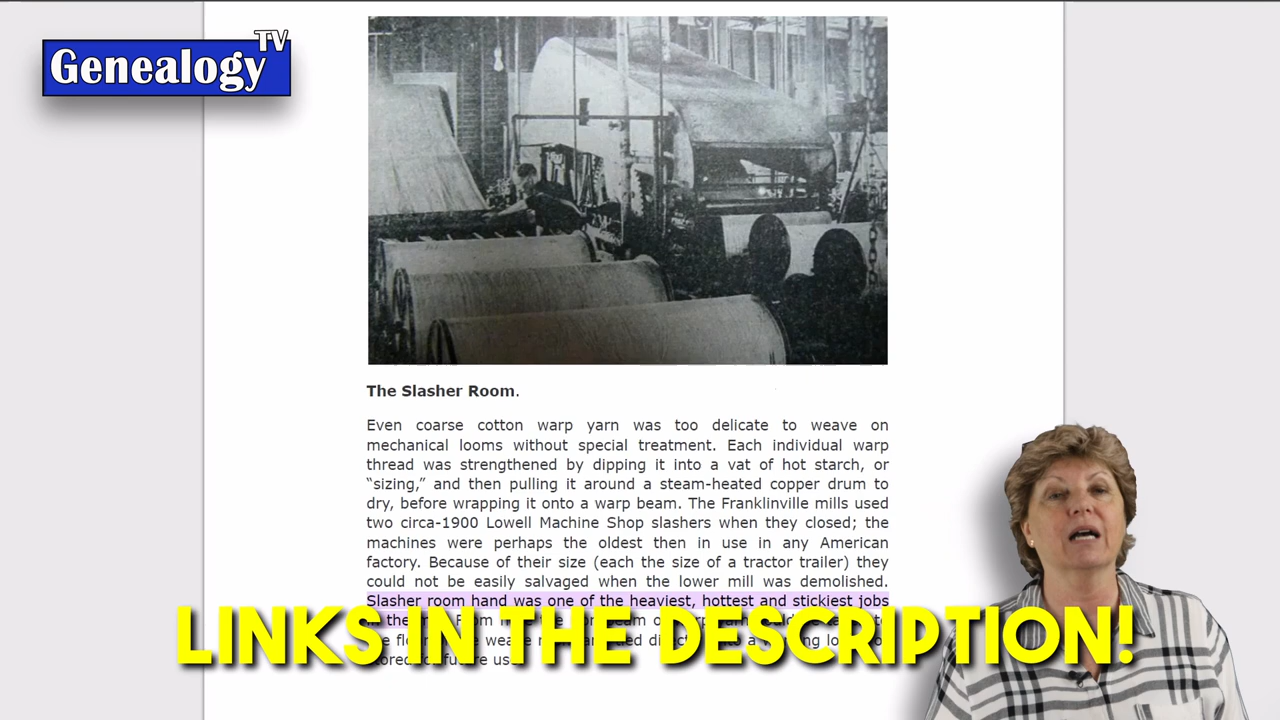 Genealogy TV
The Slasher Room.
Even coarse cotton warp yarn was too delicate to weave on
mechanical looms without special treatment. Each individual warp
thread was strengthened by dipping it into a vat of hot starch, or
“sizing,” and then pulling it around a steam-heated copper drum to
dry, before wrapping it onto a warp beam. The Franklinville mills used
two circa-1900 Lowell Machine Shop slashers when they closed; the
machines were perhaps the oldest then in use in any American
factory. Because of their size (each the size of a tractor trailer) they
could not be easily salvaged when the lower mill was demolished.
Slasher room hand was one of the heaviest, hottest and stickiest jobs
LINKS IN THE DESCRIPTION!